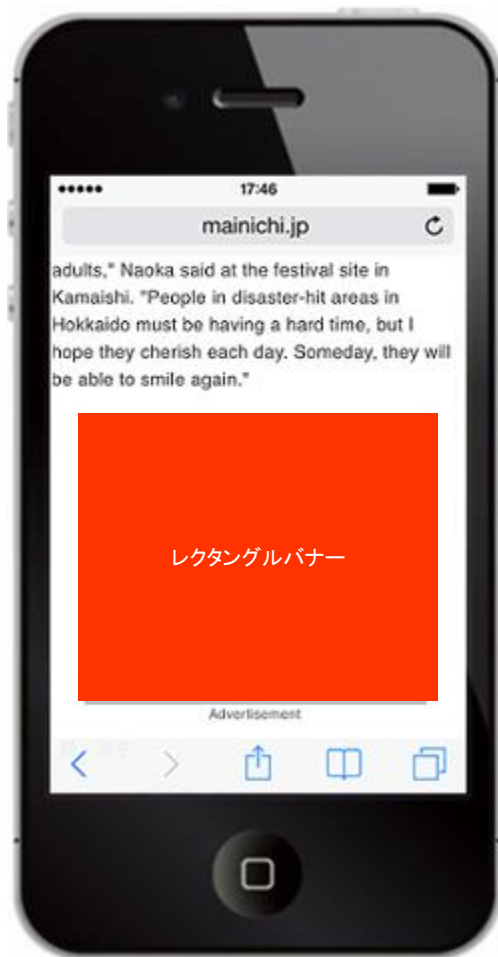 17:46
mainichi.jp
adults," Naoka said at the festival site in
Kamaishi. "People in disaster-hit areas in
Hokkaido must be having a hard time, but I
hope they cherish each day. Someday, they will
be able to smile again."
レクタングルバナー
Advertisement